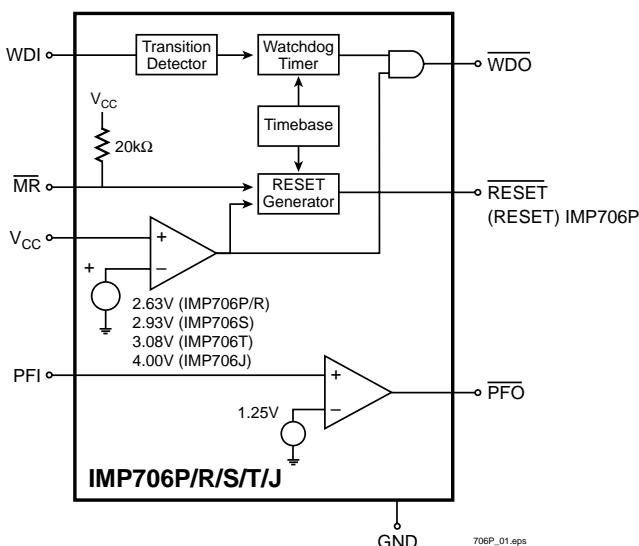 WDI
Transition
Detector
Watchdog
Timer
WDO
VCC
20kΩ
Timebase
MR
RESET
Generator
RESET
(RESET) IMP706P
VCC
+
−
+
2.63V (IMP706P/R)
2.93V (IMP706S)
3.08V (IMP706T)
4.00V (IMP706J)
PFI
+
−
1.25V
PFO
IMP706P/R/S/T/J
GND
706P_01.eps